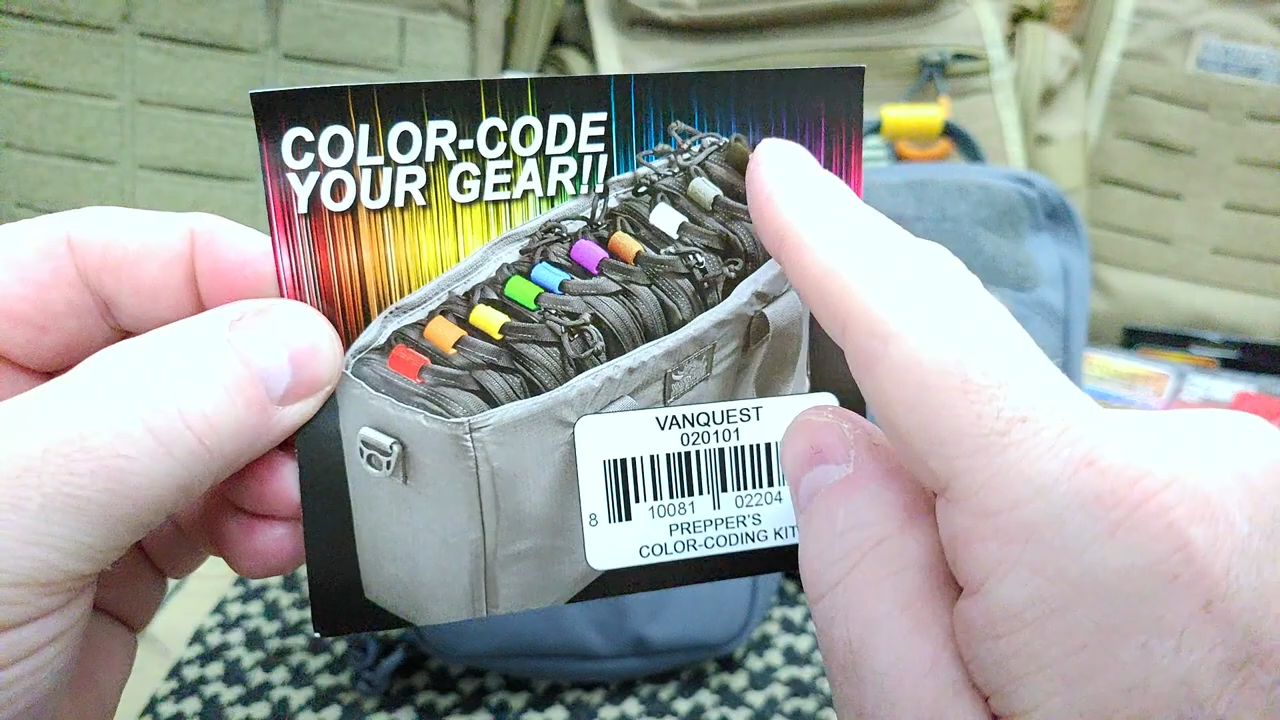 COLOR-CODE
YOUR GEAR!!
VANQUEST
020101
8 10081 02204
PREPPER'S
COLOR-CODING KIT